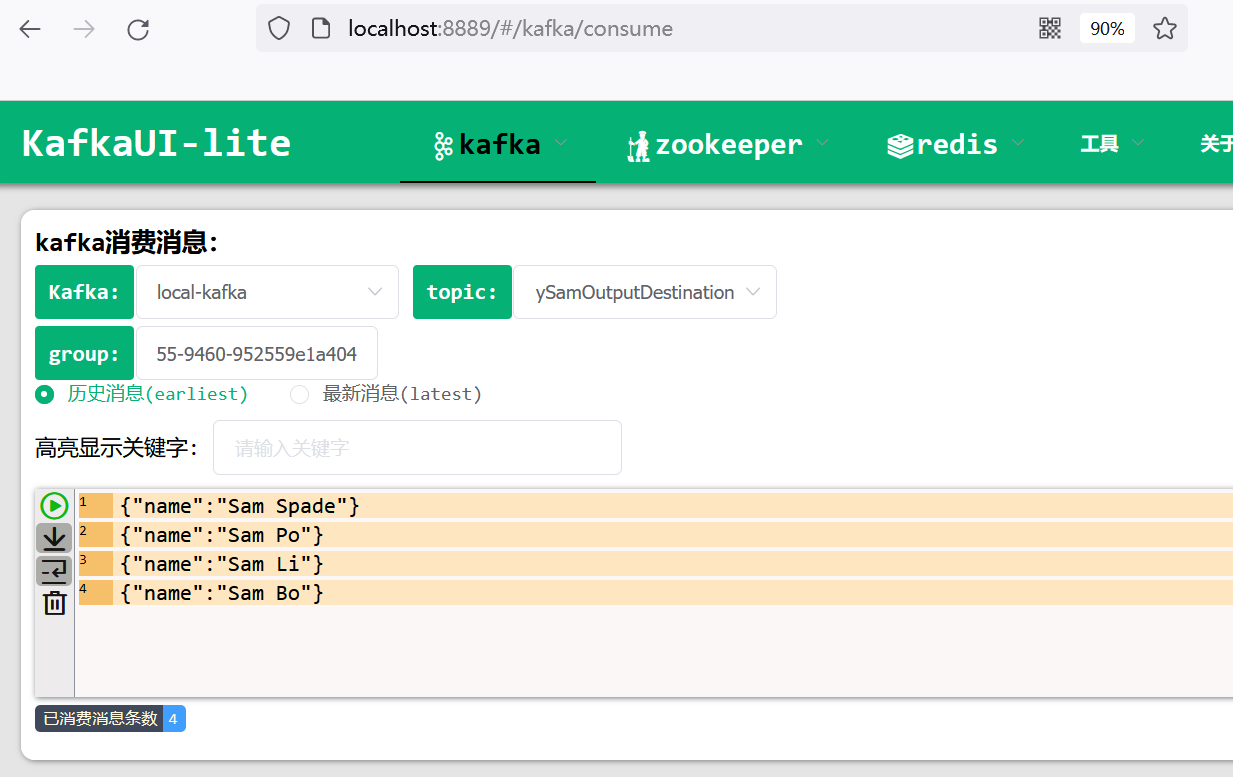 localhost:8889/#/kafka/consume 90%
KafkaUI-lite kafka zookeeper redis 工具 关于
kafka消费消息:
Kafka: local-kafka topic: ySamOutputDestination
group: 55-9460-952559e1a404
历史消息(earliest) 最新消息(latest)
高亮显示关键字: 请输入关键字
1 {"name":"Sam Spade"}
2 {"name":"Sam Po"}
3 {"name":"Sam Li"}
4 {"name":"Sam Bo"}
已消费消息条数 4